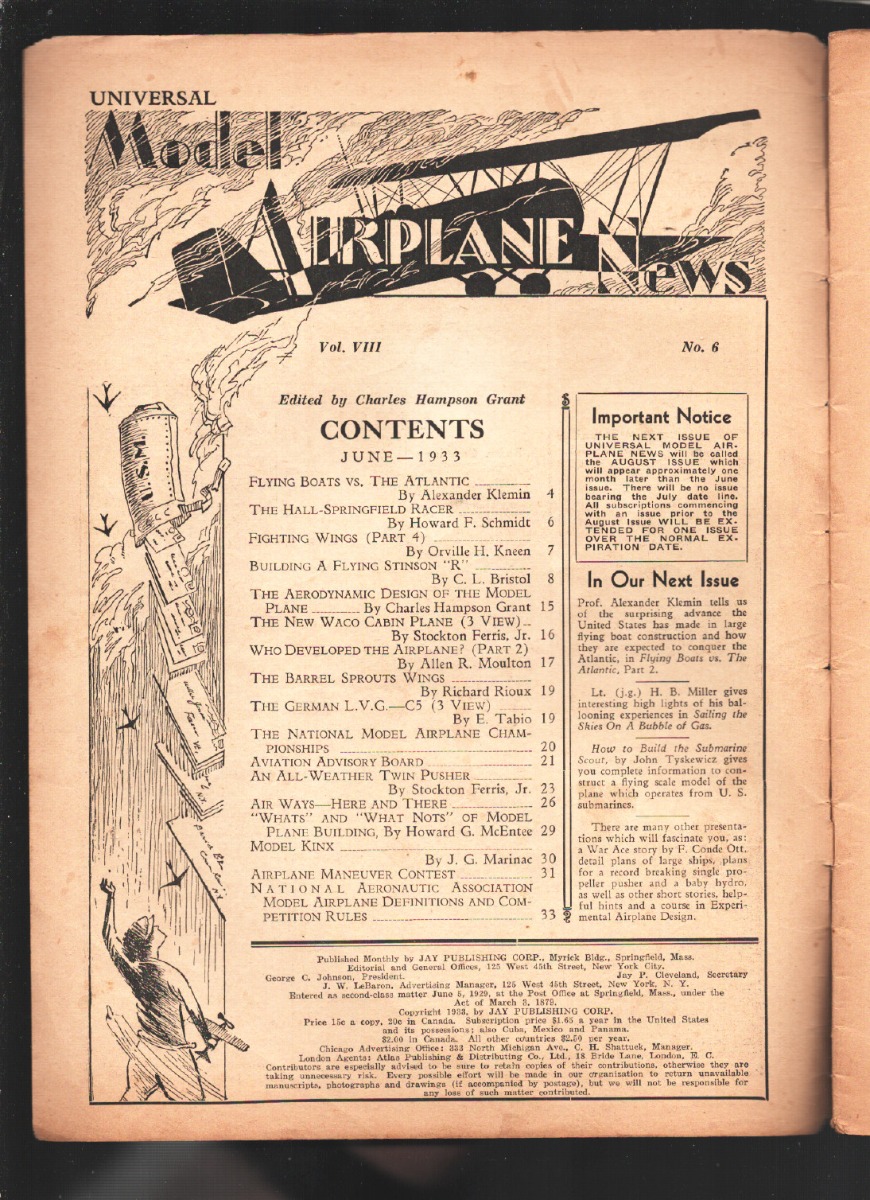 UNIVERSAL
Model
AIRPLANE News
Vol. VIII
No. 6
Edited by Charles Hampson Grant
CONTENTS
JUNE—1933
FLYING BOATS VS. THE ATLANTIC
By Alexander Klemin 4
THE HALL-SPRINGFIELD RACER
By Howard F. Schmidt 6
FIGHTING WINGS (PART 4)
By Orville H. Kneen 7
BUILDING A FLYING STINSON "R"
By C. L. Bristol 8
THE AERODYNAMIC DESIGN OF THE MODEL
PLANE By Charles Hampson Grant 15
THE NEW WACO CABIN PLANE (3 VIEW)
By Stockton Ferris, Jr. 16
WHO DEVELOPED THE AIRPLANE? (PART 2)
By Allen R. Moulton 17
THE BARREL SPROUTS WINGS
By Richard Rioux 19
THE GERMAN L.V.G.—C5 (3 VIEW)
By E. Tabio 19
THE NATIONAL MODEL AIRPLANE CHAM-
PIONSHIPS 20
AVIATION ADVISORY BOARD 21
AN ALL-WEATHER TWIN PUSHER
By Stockton Ferris, Jr. 23
AIR WAYS—HERE AND THERE 26
"WHATS" AND "WHAT NOTS" OF MODEL
PLANE BUILDING, By Howard G. McEntee 29
MODEL KINX
By J. G. Marinac 30
AIRPLANE MANEUVER CONTEST 31
NATIONAL AERONAUTIC ASSOCIATION
MODEL AIRPLANE DEFINITIONS AND COM-
PETITION RULES 33
Important Notice
THE NEXT ISSUE OF
UNIVERSAL MODEL AIR-
PLANE NEWS will be called
the AUGUST ISSUE which
will appear approximately one
month later than the June
issue. There will be no issue
bearing the July date line.
All subscriptions commencing
with an issue prior to the
August Issue WILL BE EX-
TENDED FOR ONE ISSUE
OVER THE NORMAL EX-
PIRATION DATE.
In Our Next Issue
Prof. Alexander Klemin tells us
of the surprising advance the
United States has made in large
flying boat construction and how
they are expected to conquer the
Atlantic, in Flying Boats vs. The
Atlantic, Part 2.
Lt. (j.g.) H. B. Miller gives
interesting high lights of his bal-
looning experiences in Sailing the
Skies On A Bubble of Gas.
How to Build the Submarine
Scout, by John Tyskewicz gives
you complete information to con-
struct a flying scale model of the
plane which operates from U. S.
submarines.
There are many other presenta-
tions which will fascinate you, as:
a War Ace story by F. Conde Ott,
detail plans of large ships, plans
for a record breaking single pro-
peller pusher and a baby hydro,
as well as other short stories, help-
ful hints and a course in Experi-
mental Airplane Design.
U.S.M.
Published Monthly by JAY PUBLISHING CORP., Myrick Bldg., Springfield, Mass.
Editorial and General Offices, 125 West 45th Street, New York City.
George C. Johnson, President. Jay P. Cleveland, Secretary
J. W. LeBaron, Advertising Manager, 125 West 45th Street, New York, N. Y.
Entered as second-class matter June 5, 1929, at the Post Office at Springfield, Mass., under the
Act of March 3, 1879.
Copyright 1933, by JAY PUBLISHING CORP.
Price 15c a copy, 20c in Canada. Subscription price $1.65 a year in the United States
and its possessions; also Cuba, Mexico and Panama.
$2.00 in Canada. All other countries $2.50 per year.
Chicago Advertising Office: 333 North Michigan Ave., C. H. Shattuck, Manager.
London Agents: Atlas Publishing & Distributing Co., Ltd., 18 Bride Lane, London, E. C.
Contributors are especially advised to be sure to retain copies of their contributions, otherwise they are
taking unnecessary risk. Every possible effort will be made in our organization to return unavailable
manuscripts, photographs and drawings (if accompanied by postage), but we will not be responsible for
any loss of such matter contributed.